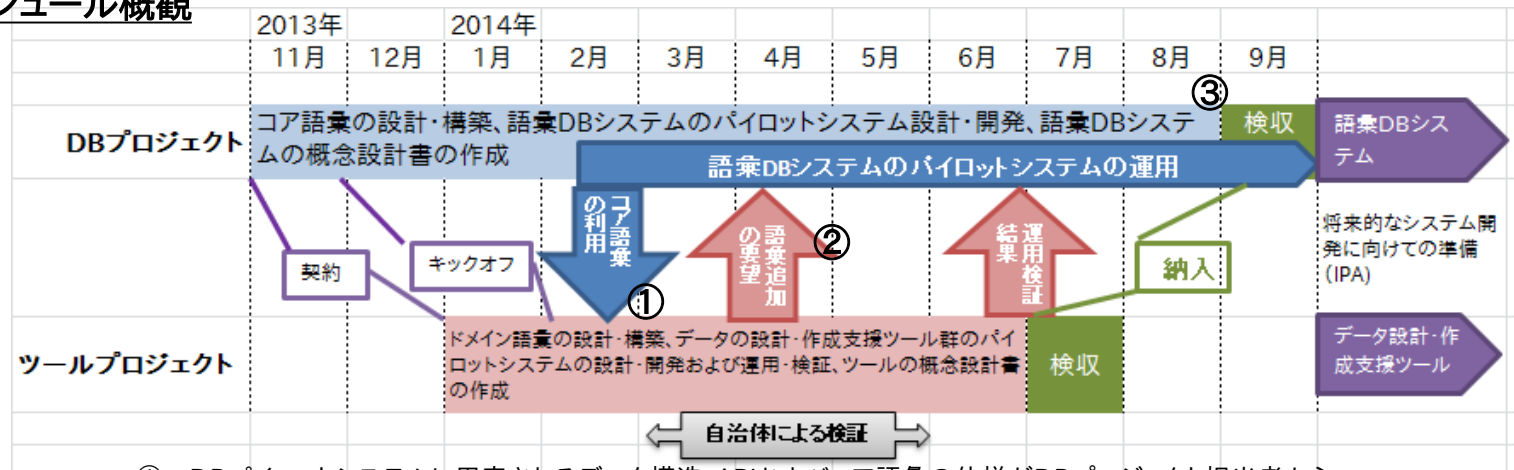 ュール概観
2013年 2014年
11月 12月 1月 2月 3月 4月 5月 6月 7月 8月 9月
③
DBプロジェクト
コア語彙の設計・構築、語彙DBシステムのパイロットシステム設計・開発、語彙DBシステ
ムの概念設計書の作成
検収
語彙DBシス
テム
語彙DBシステムのパイロットシステムの運用
コア語彙
の利用
①
語彙追加
の要望
②
運用検証
結果
契約
キックオフ
納入
将来的なシステム開
発に向けての準備
（IPA）
ツールプロジェクト
ドメイン語彙の設計・構築、データの設計・作成支援ツール群のパイ
ロットシステムの設計・開発および運用・検証、ツールの概念設計書
の作成
検収
データ設計・作
成支援ツール
自治体による検証